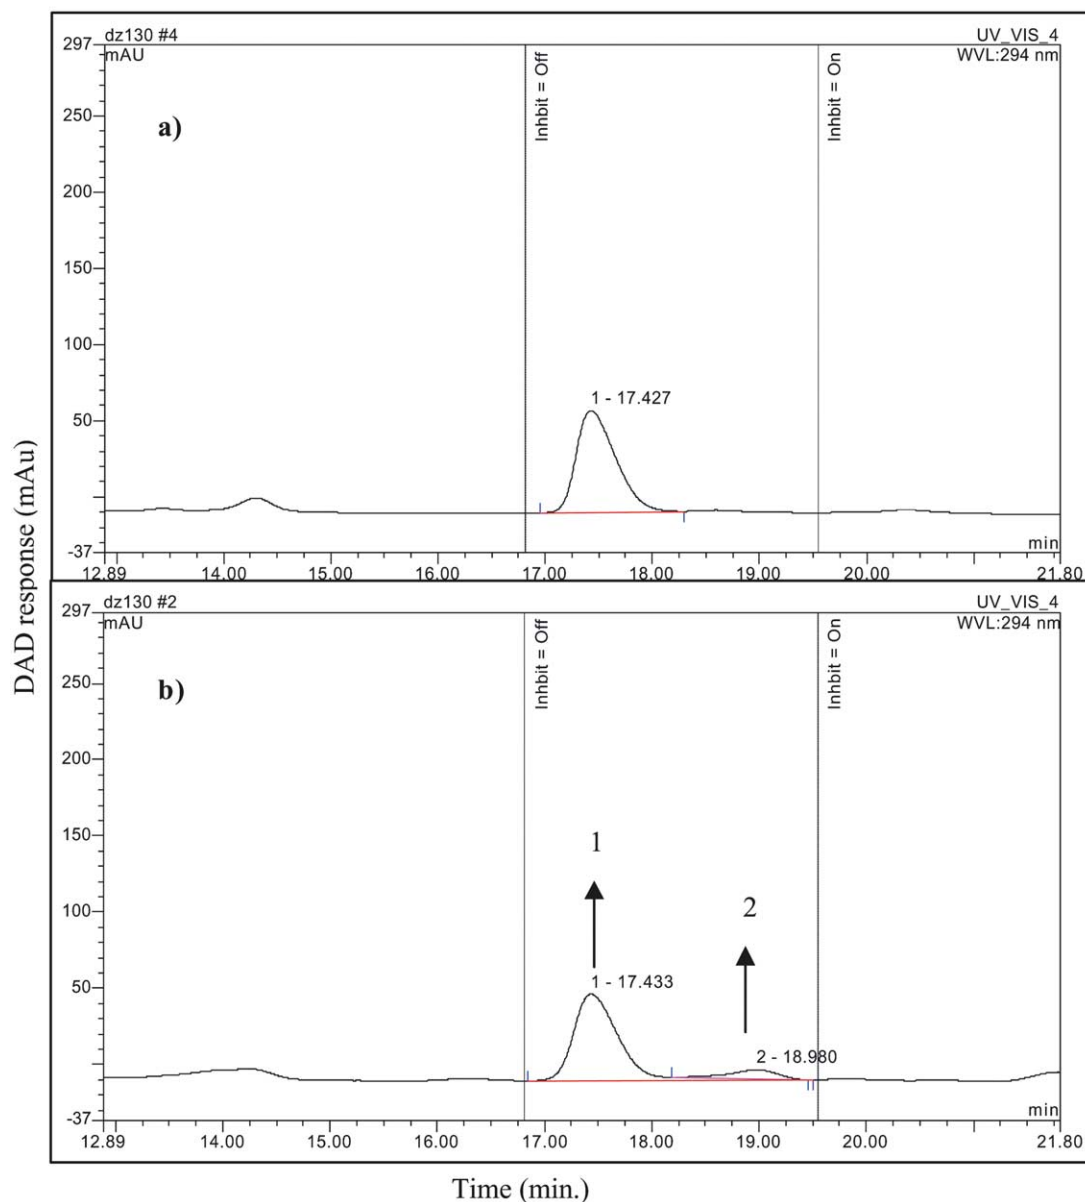 dz130 #4 UV_VIS_4
mAU WVL:294 nm
297
250
200
150
100
50
-37
a)
Inhbit = Off
Inhbit = On
1 - 17.427
min
12.89 14.00 15.00 16.00 17.00 18.00 19.00 20.00 21.80
dz130 #2 UV_VIS_4
mAU WVL:294 nm
297
250
200
150
100
50
-37
b)
Inhbit = Off
Inhbit = On
1
2
1 - 17.433
2 - 18.980
min
12.89 14.00 15.00 16.00 17.00 18.00 19.00 20.00 21.80
DAD response (mAu)
Time (min.)